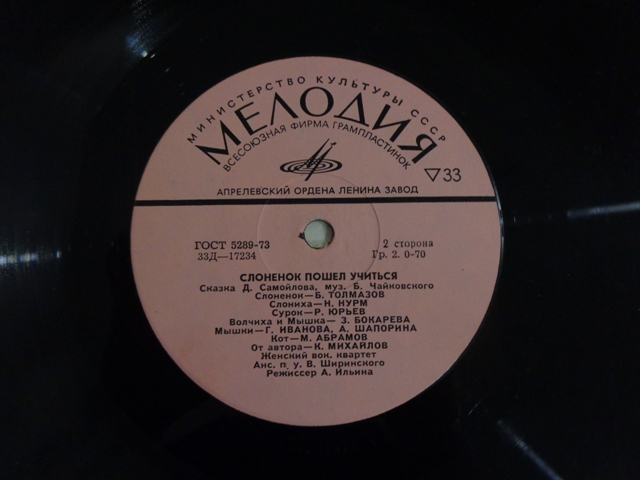 МИНИСТЕРСТВО КУЛЬТУРЫ СССР
МЕЛОДИЯ
ВСЕСОЮЗНАЯ ФИРМА ГРАМПЛАСТИНОК
▽33
АПРЕЛЕВСКИЙ ОРДЕНА ЛЕНИНА ЗАВОД
ГОСТ 5289-73 2 сторона
33Д—17234 Гр. 2. 0-70
СЛОНЕНОК ПОШЕЛ УЧИТЬСЯ
Сказка Д. Самойлова, муз. Б. Чайковского
Слоненок—Б. ТОЛМАЗОВ
Слониха—Н. НУРМ
Сурок—Р. ЮРЬЕВ
Волчиха и Мышка—З. БОКАРЕВА
Мышки—Г. ИВАНОВА, А. ШАПОРИНА
Кот—М. АБРАМОВ
От автора—К. МИХАЙЛОВ
Женский вок. квартет
Анс. п/у В. Ширинского
Режиссер А. Ильина